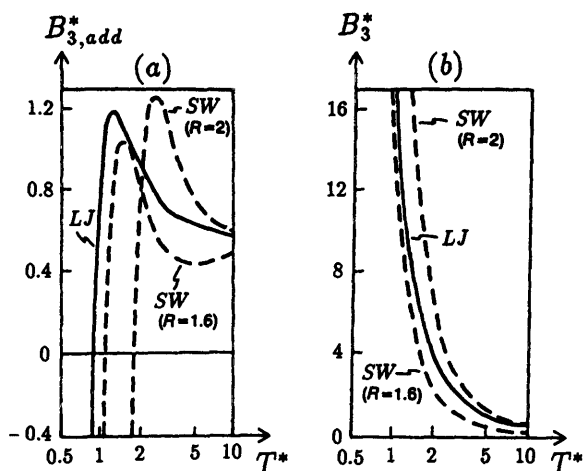 B*3,add
(a)
1.2
0.8
0.4
0
-0.4
SW
(R=2)
LJ
SW
(R=1.6)
0.5 1 2 5 10 T*
B*3
(b)
16
12
8
4
0
SW
(R=2)
LJ
SW
(R=1.6)
0.5 1 2 5 10 T*